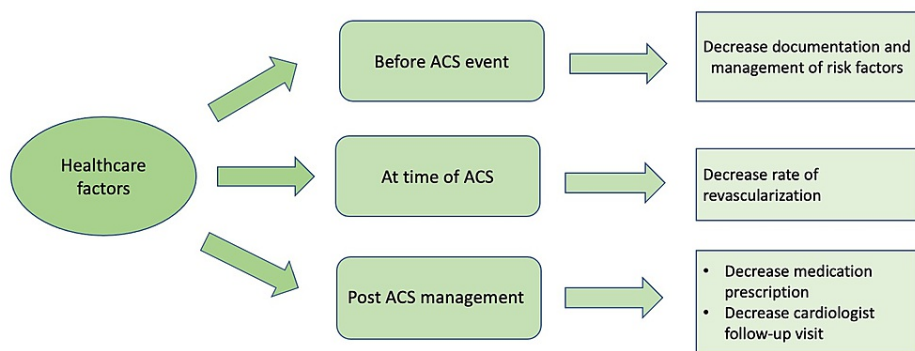 Healthcare
factors
Before ACS event
Decrease documentation and
management of risk factors
At time of ACS
Decrease rate of
revascularization
Post ACS management
• Decrease medication
prescription
• Decrease cardiologist
follow-up visit